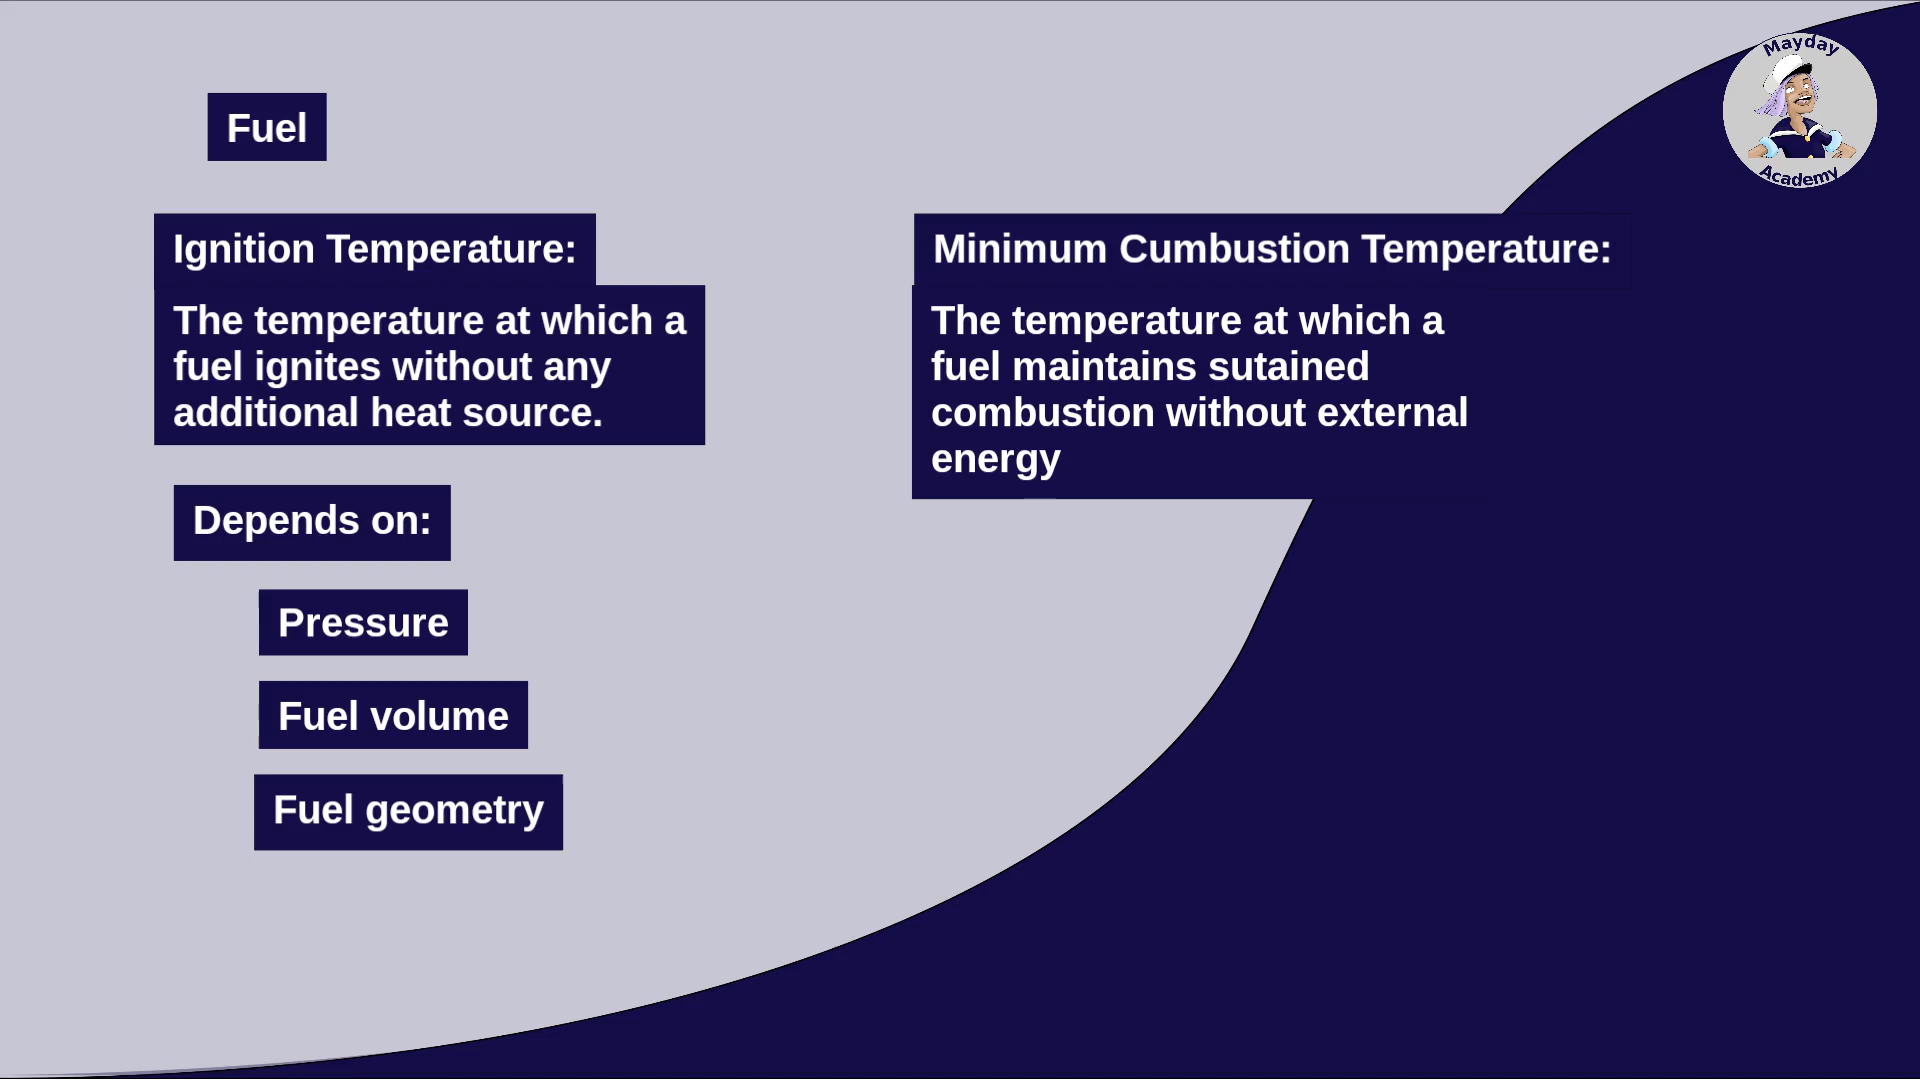 Mayday
Academy
Fuel
Ignition Temperature:
The temperature at which a
fuel ignites without any
additional heat source.
Depends on:
Pressure
Fuel volume
Fuel geometry
Minimum Cumbustion Temperature:
The temperature at which a
fuel maintains sutained
combustion without external
energy